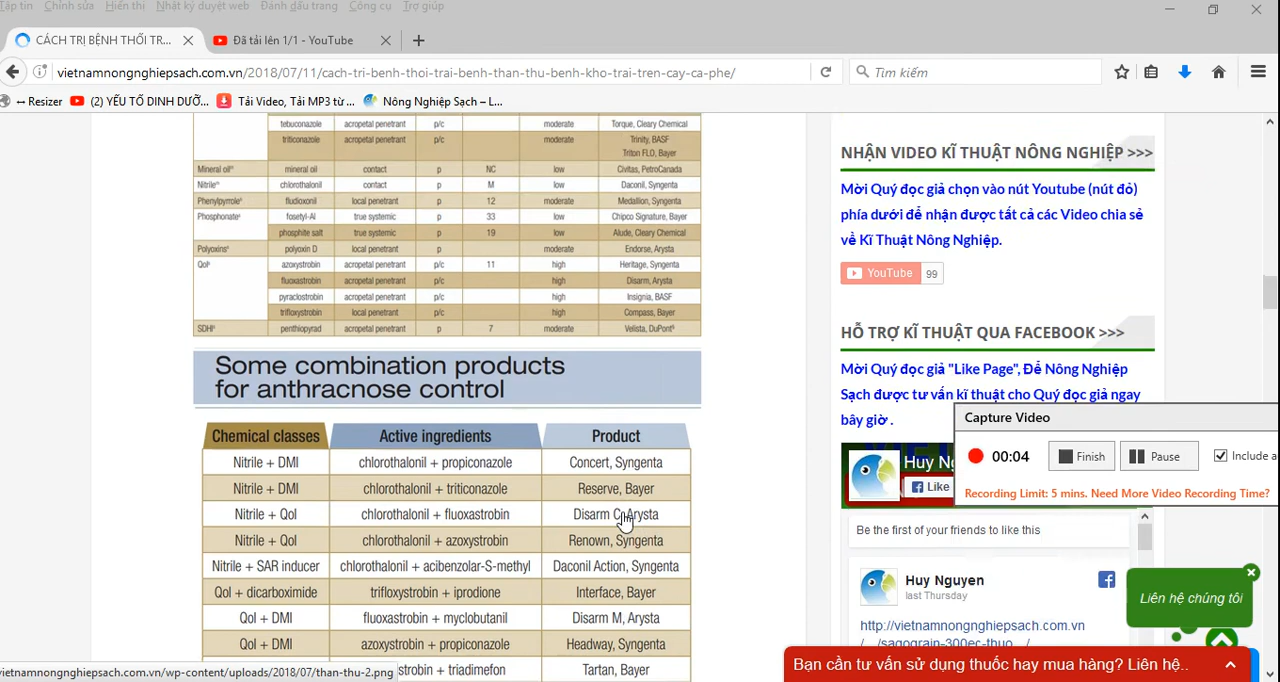 Tập tin Chỉnh sửa Hiển thị Nhật ký duyệt web Đánh dấu trang Công cụ Trợ giúp
CÁCH TRỊ BỆNH THỐI TR... Đã tải lên 1/1 - YouTube
vietnamnongnghiepsach.com.vn/2018/07/11/cach-tri-benh-thoi-trai-benh-than-thu-benh-kho-trai-tren-cay-ca-phe/ Tìm kiếm
↔ Resizer (2) YẾU TỐ DINH DƯỠ... Tải Video, Tải MP3 từ ... Nông Nghiệp Sạch – L...
tebuconazole acropetal penetrant p/c moderate Torque, Cleary Chemical
triticonazole acropetal penetrant p/c moderate Trinity, BASF
Triton FLO, Bayer
Mineral oil mineral oil contact p NC low Civitas, PetroCanada
Nitrile chlorothalonil contact p M low Daconil, Syngenta
Phenylpyrrole fludioxonil local penetrant p 12 moderate Medallion, Syngenta
Phosphonate fosetyl-Al true systemic p 33 low Chipco Signature, Bayer
phosphite salt true systemic p 19 low Alude, Cleary Chemical
Polyoxins polyoxin D local penetrant p moderate Endorse, Arysta
QoI azoxystrobin acropetal penetrant p/c 11 high Heritage, Syngenta
fluoxastrobin acropetal penetrant p/c high Disarm, Arysta
pyraclostrobin acropetal penetrant p/c high Insignia, BASF
trifloxystrobin local penetrant p/c high Compass, Bayer
SDHI penthiopyrad acropetal penetrant p/c 7 moderate Velista, DuPont
Some combination products
for anthracnose control
Chemical classes Active ingredients Product
Nitrile + DMI chlorothalonil + propiconazole Concert, Syngenta
Nitrile + DMI chlorothalonil + triticonazole Reserve, Bayer
Nitrile + QoI chlorothalonil + fluoxastrobin Disarm C, Arysta
Nitrile + QoI chlorothalonil + azoxystrobin Renown, Syngenta
Nitrile + SAR inducer chlorothalonil + acibenzolar-S-methyl Daconil Action, Syngenta
QoI + dicarboximide trifloxystrobin + iprodione Interface, Bayer
QoI + DMI fluoxastrobin + myclobutanil Disarm M, Arysta
QoI + DMI azoxystrobin + propiconazole Headway, Syngenta
strobin + triadimefon Tartan, Bayer
vietnamnongnghiepsach.com.vn/wp-content/uploads/2018/07/than-thu-2.png
NHẬN VIDEO KĨ THUẬT NÔNG NGHIỆP >>>
Mời Quý đọc giả chọn vào nút Youtube (nút đỏ)
phía dưới để nhận được tất cả các Video chia sẻ
về Kĩ Thuật Nông Nghiệp.
YouTube 99
HỖ TRỢ KĨ THUẬT QUA FACEBOOK >>>
Mời Quý đọc giả "Like Page", Để Nông Nghiệp
Sạch được tư vấn kĩ thuật cho Quý đọc giả ngay
bây giờ .
Capture Video
00:04 Finish Pause Include a
Recording Limit: 5 mins. Need More Video Recording Time?
Huy Ng
Like
Be the first of your friends to like this
Huy Nguyen
last Thursday
http://vietnamnongnghiepsach.com.vn
/.../sagograin-300ec-thuo.../
Liên hệ chúng tôi
Bạn cần tư vấn sử dụng thuốc hay mua hàng? Liên hệ..